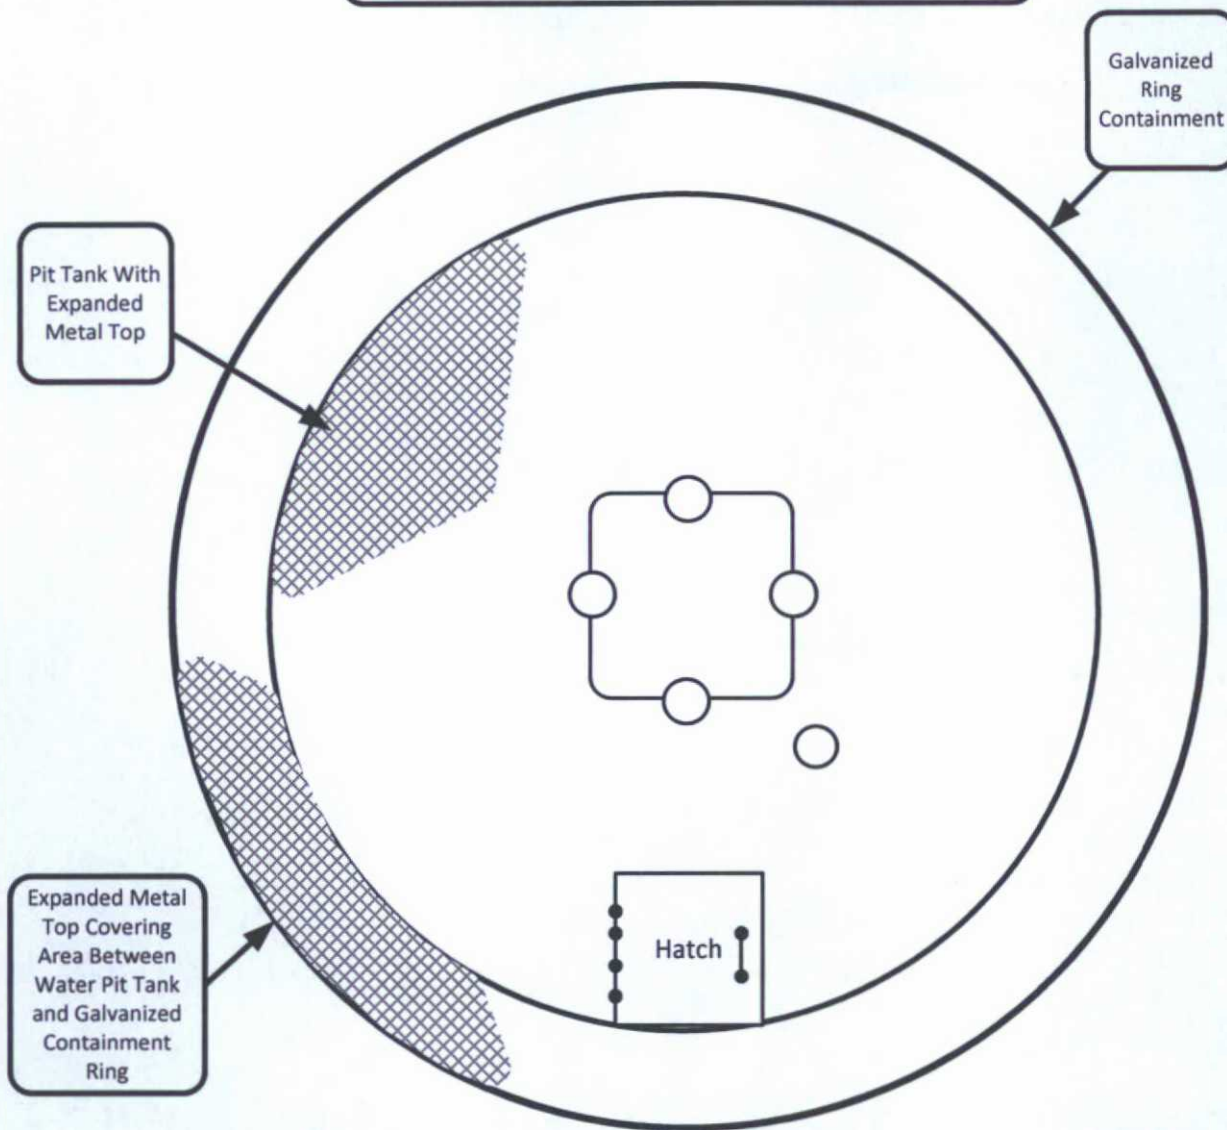 Galvanized
Ring
Containment
Pit Tank With
Expanded
Metal Top
Expanded Metal
Top Covering
Area Between
Water Pit Tank
and Galvanized
Containment
Ring
Hatch